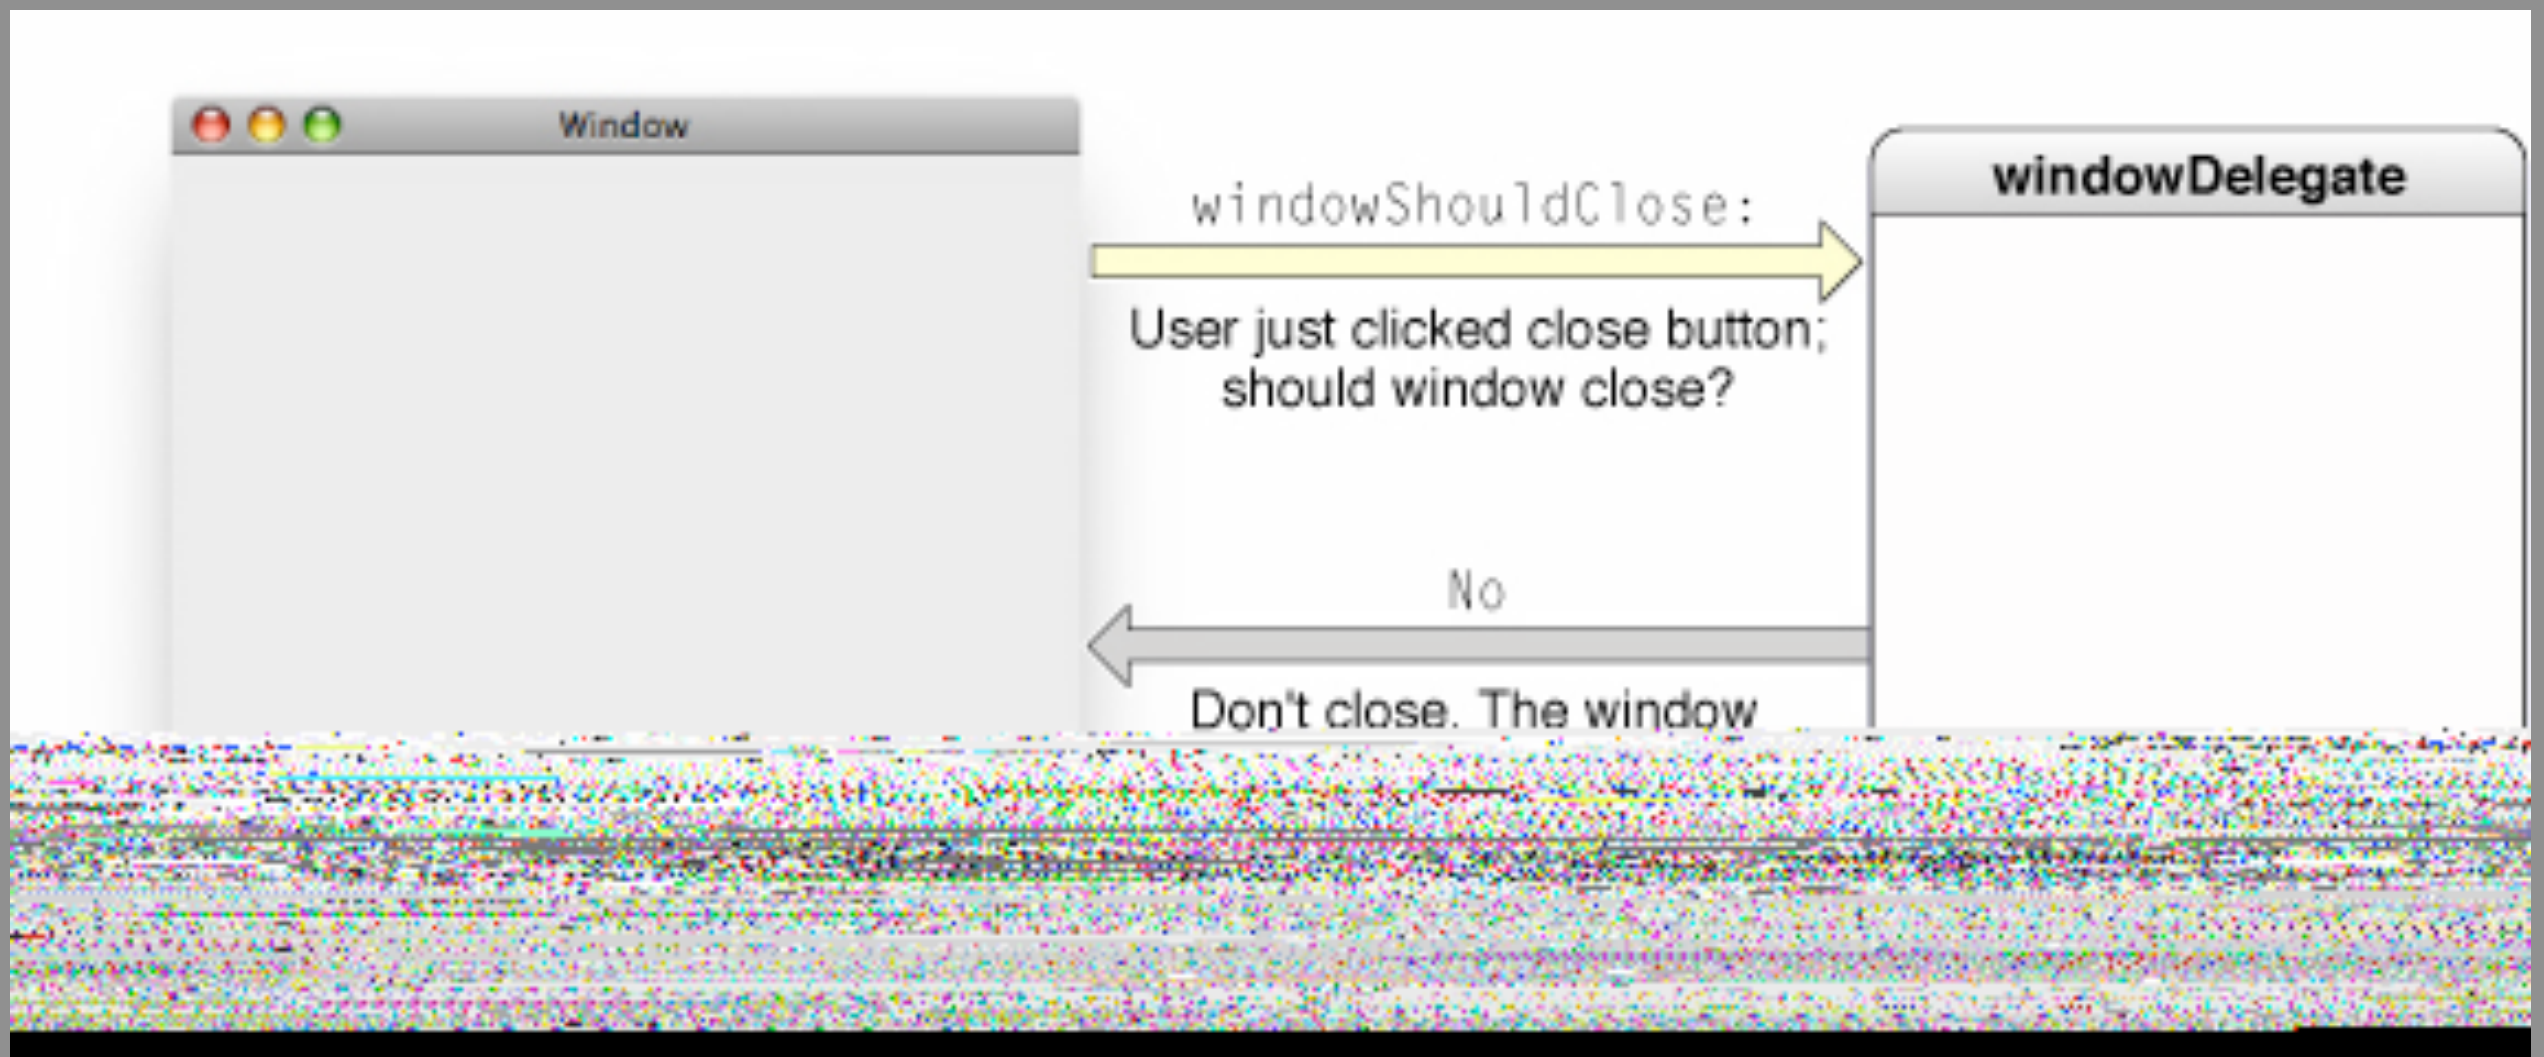 Window
windowShouldClose:
windowDelegate
User just clicked close button;
should window close?
No
Don't close. The window